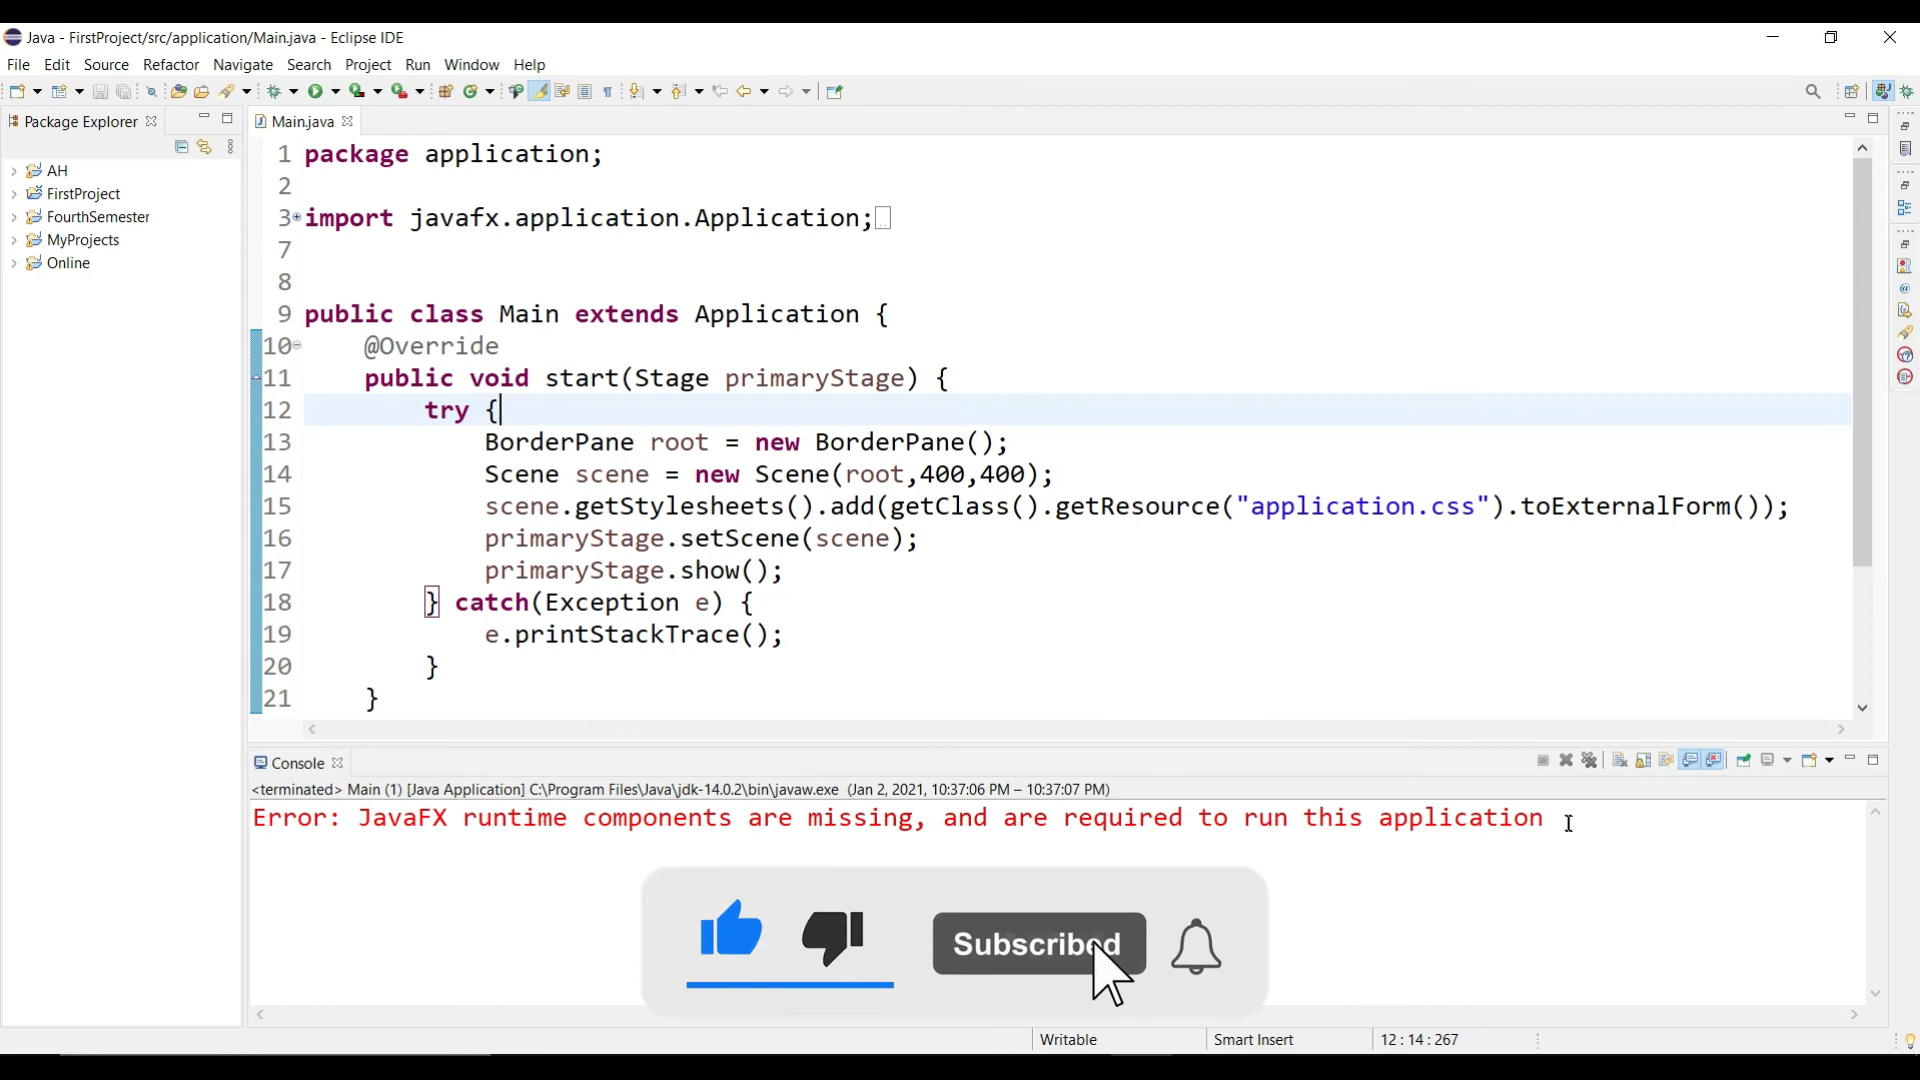 Java - FirstProject/src/application/Main.java - Eclipse IDE
File Edit Source Refactor Navigate Search Project Run Window Help
Package Explorer
AH
FirstProject
FourthSemester
MyProjects
Online
Main.java
1 package application;
2
3 import javafx.application.Application;
7
8
9 public class Main extends Application {
10 @Override
11 public void start(Stage primaryStage) {
12 try {
13 BorderPane root = new BorderPane();
14 Scene scene = new Scene(root,400,400);
15 scene.getStylesheets().add(getClass().getResource("application.css").toExternalForm());
16 primaryStage.setScene(scene);
17 primaryStage.show();
18 } catch(Exception e) {
19 e.printStackTrace();
20 }
21 }
Console
<terminated> Main (1) [Java Application] C:\Program Files\Java\jdk-14.0.2\bin\javaw.exe (Jan 2, 2021, 10:37:06 PM – 10:37:07 PM)
Error: JavaFX runtime components are missing, and are required to run this application
Subscribed
Writable Smart Insert 12 : 14 : 267